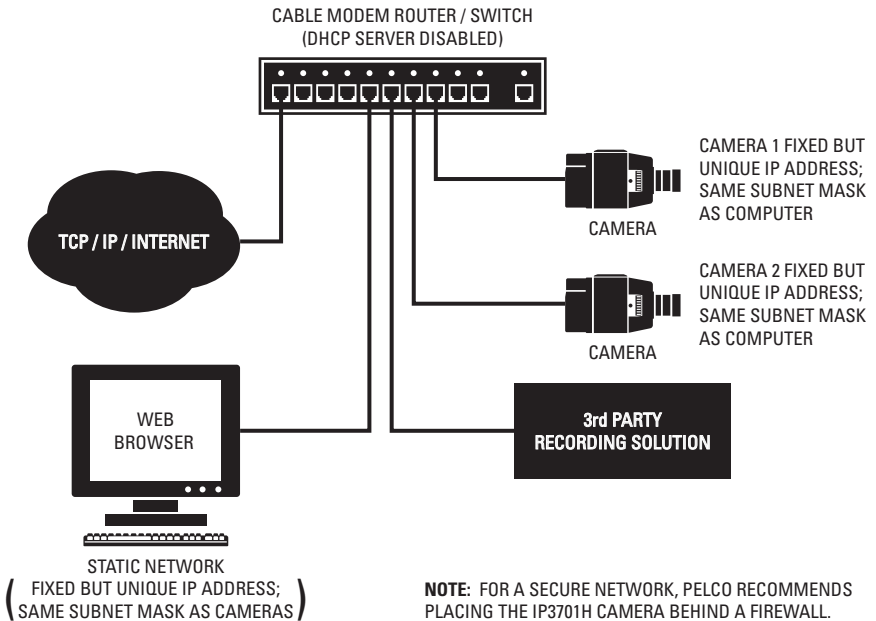 CABLE MODEM ROUTER / SWITCH
(DHCP SERVER DISABLED)
CAMERA 1 FIXED BUT
UNIQUE IP ADDRESS;
SAME SUBNET MASK
AS COMPUTER
CAMERA
TCP / IP / INTERNET
CAMERA 2 FIXED BUT
UNIQUE IP ADDRESS;
SAME SUBNET MASK
AS COMPUTER
CAMERA
WEB
BROWSER
3rd PARTY
RECORDING SOLUTION
STATIC NETWORK
(FIXED BUT UNIQUE IP ADDRESS;
SAME SUBNET MASK AS CAMERAS)
NOTE: FOR A SECURE NETWORK, PELCO RECOMMENDS
PLACING THE IP3701H CAMERA BEHIND A FIREWALL.